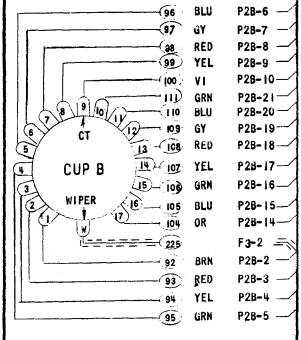 96 BLU P2B-6
97 GY P2B-7
98 RED P2B-8
99 YEL P2B-9
100 VI P2B-10
111 GRN P2B-21
110 BLU P2B-20
109 GY P2B-19
108 RED P2B-18
107 YEL P2B-17
106 GRN P2B-16
105 BLU P2B-15
104 OR P2B-14
225 F3-2
92 BRN P2B-2
93 RED P2B-3
94 YEL P2B-4
95 GRN P2B-5
9
8
10
7
11
6
12
5
13
4
14
3
15
2
16
1
17
CT
CUP B
WIPER
W